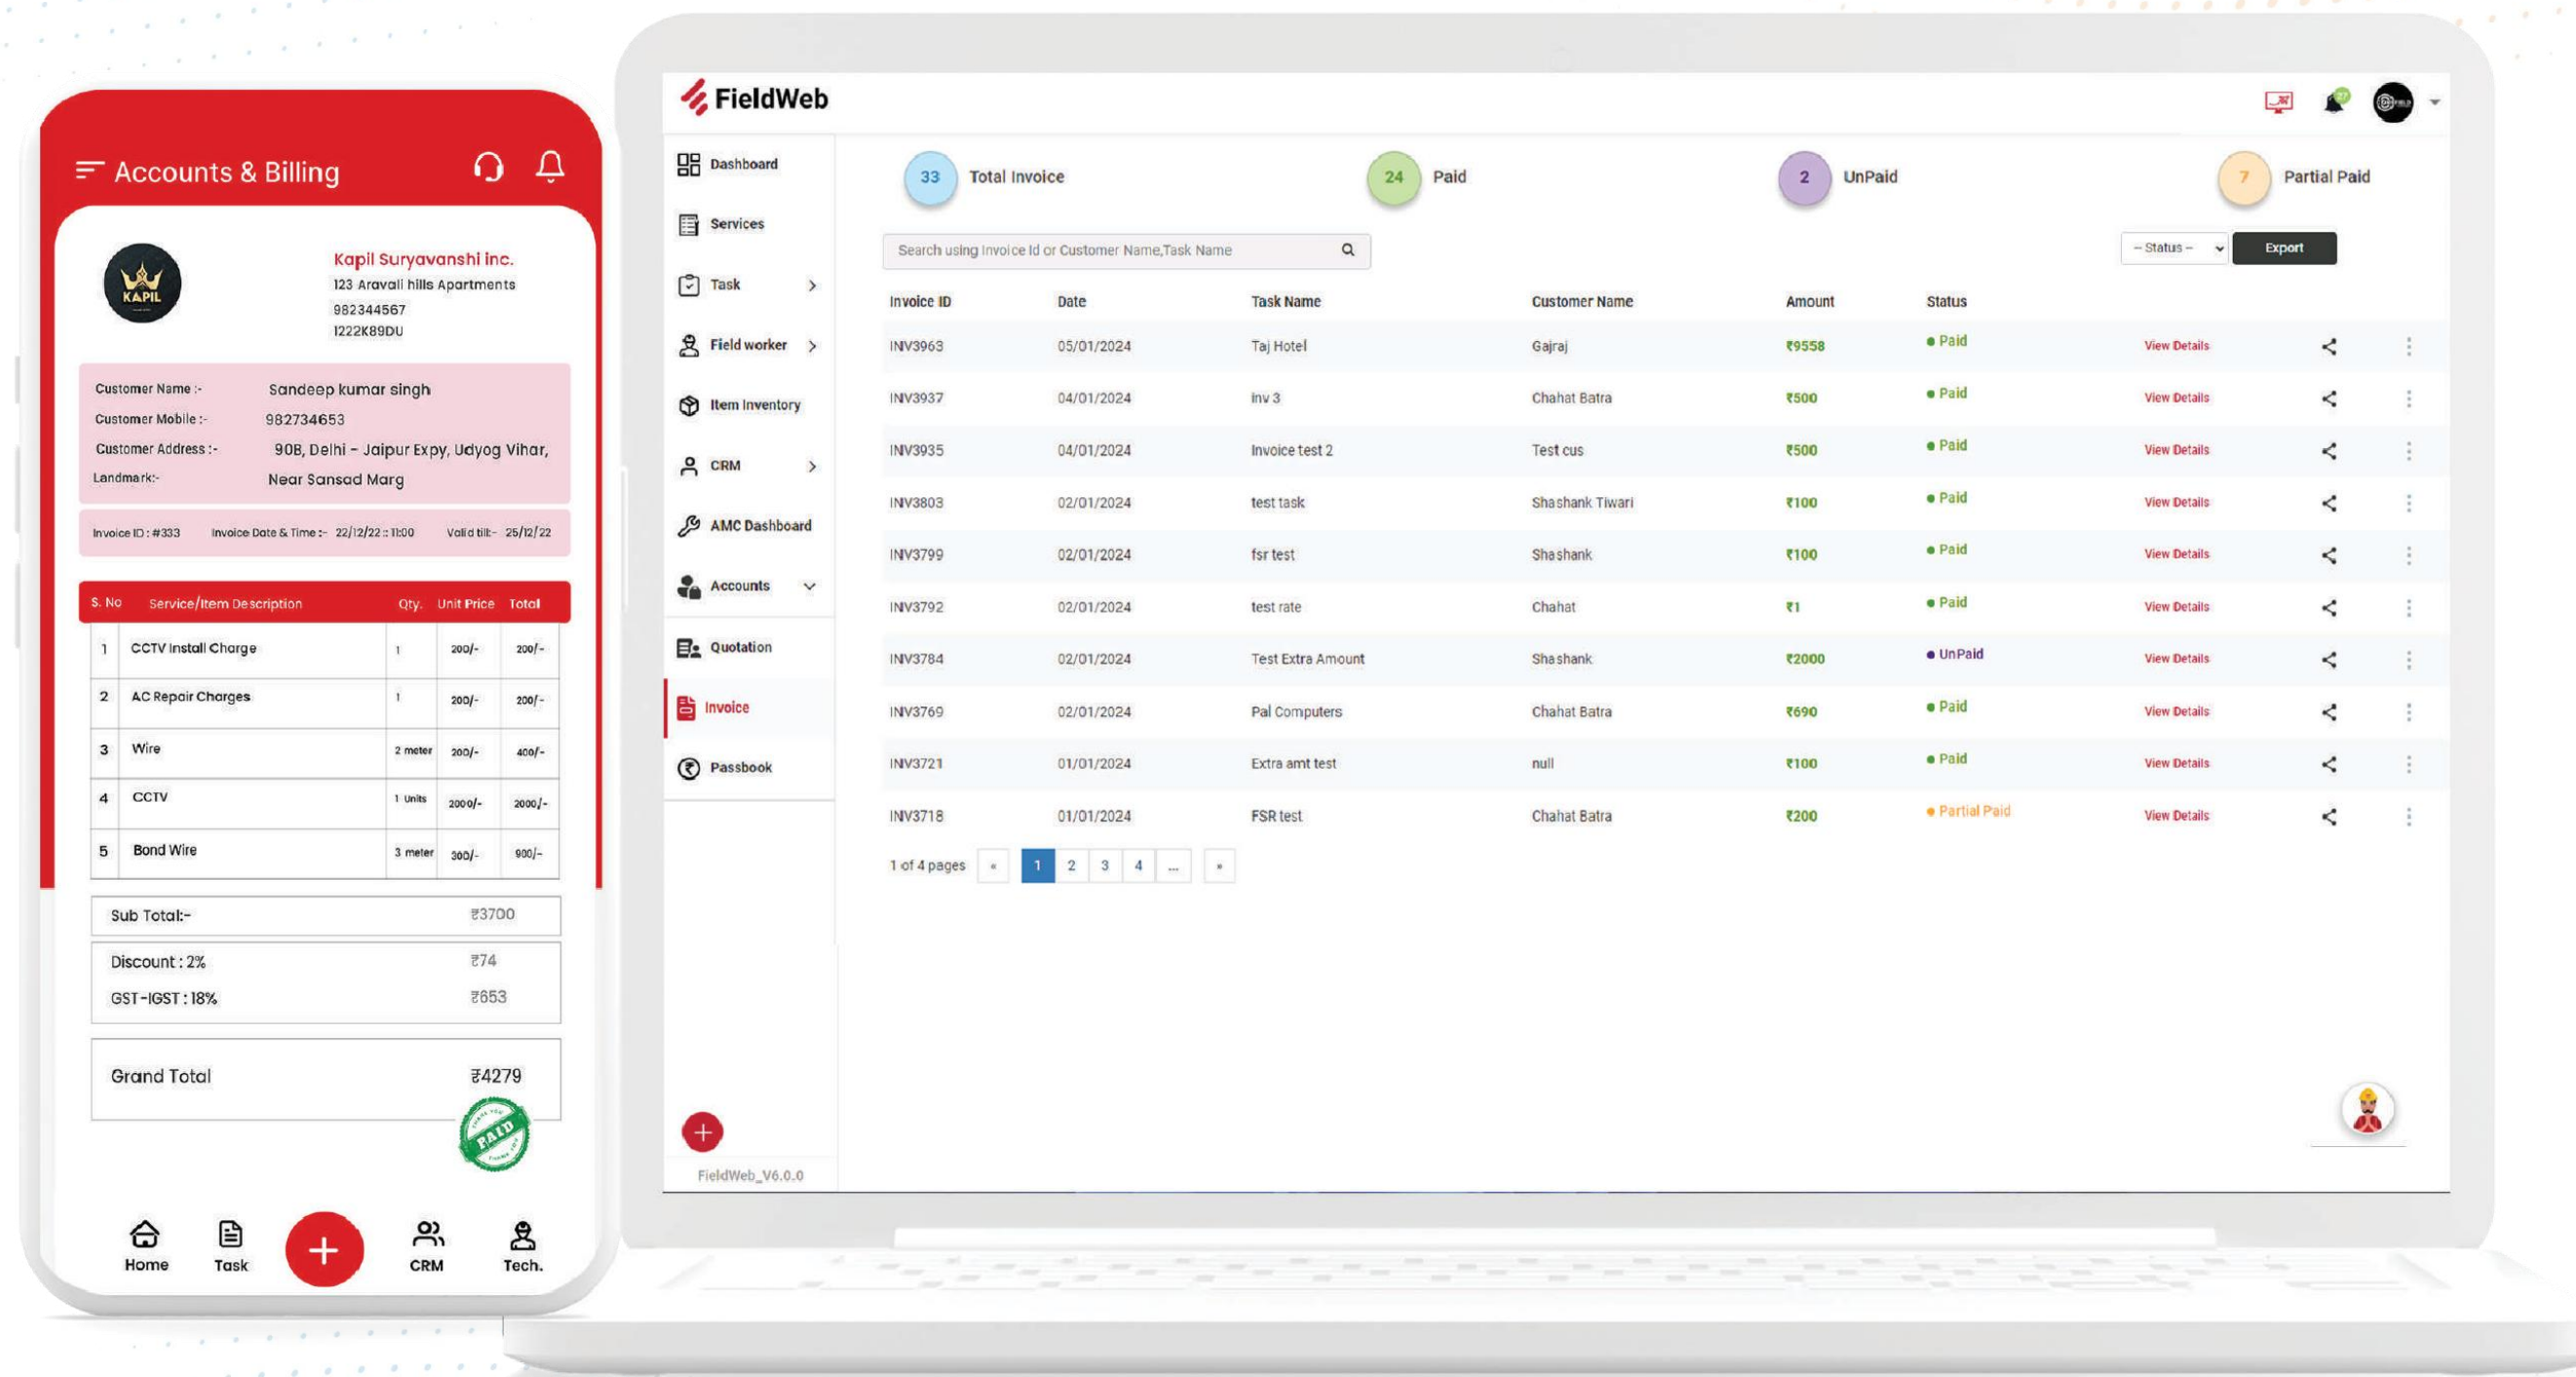 Accounts & Billing
KAPIL
Kapil Suryavanshi inc.
123 Aravali hills Apartments
982344567
1222K89DU
Customer Name :- Sandeep kumar singh
Customer Mobile :- 982734653
Customer Address :- 90B, Delhi - Jaipur Expy, Udyog Vihar,
Landmark:- Near Sansad Marg
Invoice ID : #333 Invoice Date & Time :- 22/12/22 :: 11:00 Valid till:- 25/12/22
S. No Service/Item Description Qty. Unit Price Total
1 CCTV Install Charge 1 200/- 200/-
2 AC Repair Charges 1 200/- 200/-
3 Wire 2 meter 200/- 400/-
4 CCTV 1 Units 2000/- 2000/-
5 Bond Wire 3 meter 300/- 900/-
Sub Total:- ₹3700
Discount : 2% ₹74
GST-IGST : 18% ₹653
Grand Total ₹4279
THANK YOU
PAID
Home Task + CRM Tech.
FieldWeb
27
Dashboard
Services
Task
Field worker
Item Inventory
CRM
AMC Dashboard
Accounts
Quotation
Invoice
Passbook
+
FieldWeb_V6.0.0
33 Total Invoice 24 Paid 2 UnPaid 7 Partial Paid
Search using Invoice Id or Customer Name,Task Name
-- Status -- Export
Invoice ID Date Task Name Customer Name Amount Status
INV3963 05/01/2024 Taj Hotel Gajraj ₹9558 Paid View Details
INV3937 04/01/2024 inv 3 Chahat Batra ₹500 Paid View Details
INV3935 04/01/2024 Invoice test 2 Test cus ₹500 Paid View Details
INV3803 02/01/2024 test task Shashank Tiwari ₹100 Paid View Details
INV3799 02/01/2024 fsr test Shashank ₹100 Paid View Details
INV3792 02/01/2024 test rate Chahat ₹1 Paid View Details
INV3784 02/01/2024 Test Extra Amount Shashank ₹2000 UnPaid View Details
INV3769 02/01/2024 Pal Computers Chahat Batra ₹690 Paid View Details
INV3721 01/01/2024 Extra amt test null ₹100 Paid View Details
INV3718 01/01/2024 FSR test Chahat Batra ₹200 Partial Paid View Details
1 of 4 pages « 1 2 3 4 ... »